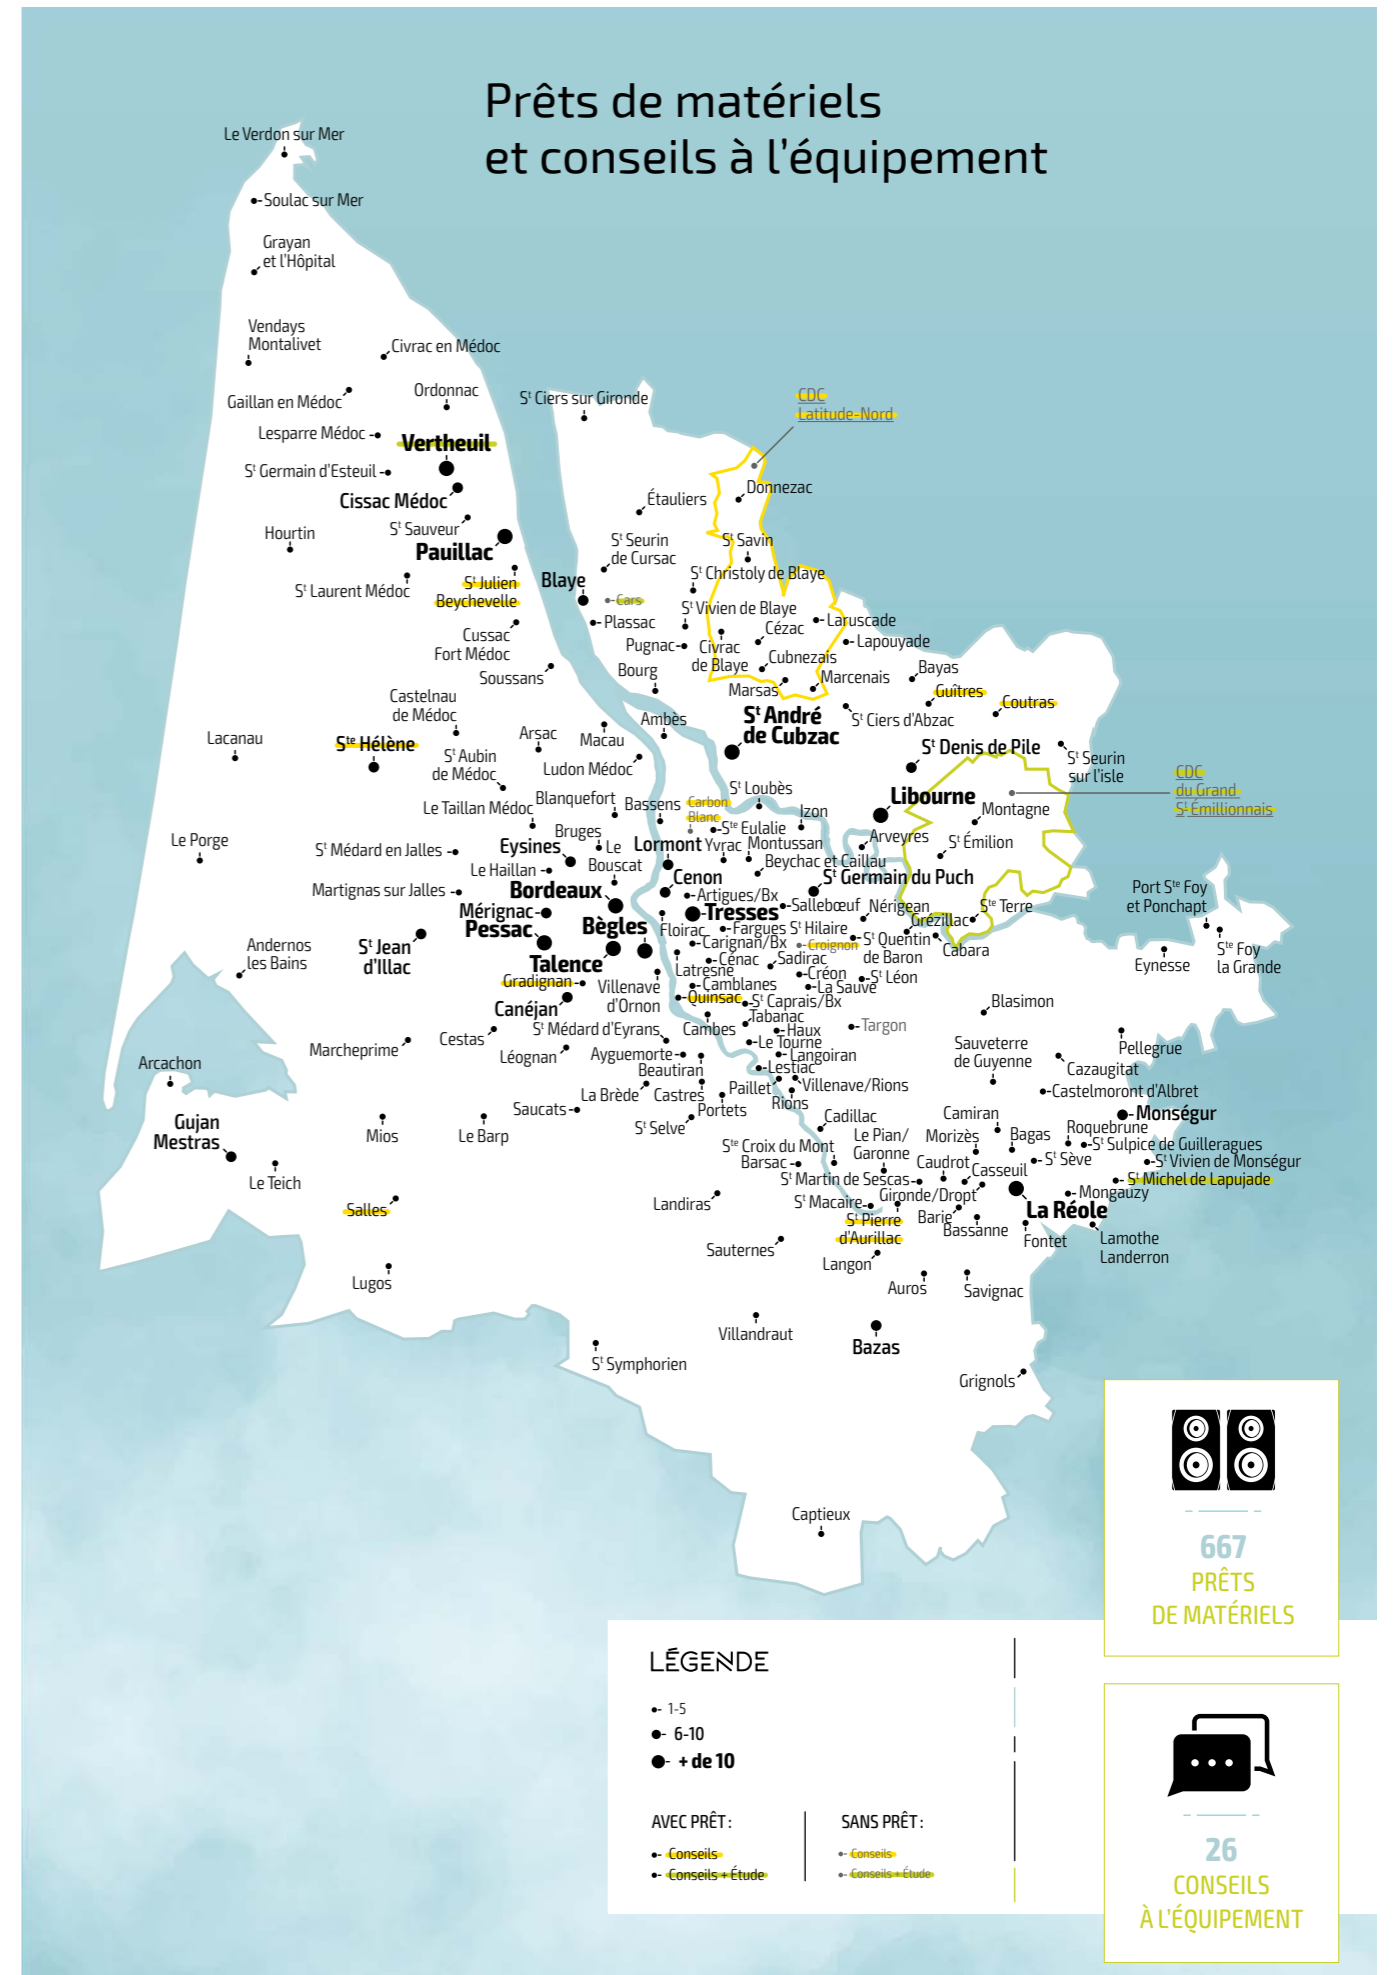 Prêts de matériels
et conseils à l'équipement
Le Verdon sur Mer
Soulac sur Mer
Grayan
et l'Hôpital
Vendays
Montalivet
Civrac en Médoc
Gaillan en Médoc
Ordonnac
St Ciers sur Gironde
CDC
Latitude-Nord
Lesparre Médoc
Vertheuil
St Germain d'Esteuil
Cissac Médoc
Donnezac
Étauliers
St Sauveur
Hourtin
Pauillac
St Seurin
de Cursac
St Savin
St Christoly de Blaye
St Laurent Médoc
St Julien
Beychevelle
Blaye
Cars
St Vivien de Blaye
Plassac
Cézac
Laruscade
Cussac
Fort Médoc
Pugnac
Civrac
de Blaye
Lapouyade
Cubnezais
Soussans
Bourg
Marsas
Marcenais
Bayas
Guîtres
Coutras
Castelnau
de Médoc
St André
de Cubzac
St Ciers d'Abzac
Ambès
Lacanau
Ste Hélène
Arsac
Macau
St Aubin
de Médoc
Ludon Médoc
St Denis de Pile
St Seurin
sur l'isle
CDC
du Grand
St Émillionnais
St Loubès
Le Taillan Médoc
Blanquefort
Bassens
Carbon
Blanc
Izon
Libourne
Montagne
Le Porge
Bruges
Ste Eulalie
Arveyres
St Émilion
St Médard en Jalles
Eysines
Le
Bouscat
Lormont
Yvrac
Montussan
Beychac et Caillau
Le Haillan
Cenon
St Germain du Puch
Martignas sur Jalles
Bordeaux
Artigues/Bx
Port Ste Foy
et Ponchapt
Mérignac
Tresses
Sallebœuf
Nérigean
Ste Terre
Pessac
Bègles
Floirac
Fargues
St Hilaire
Grézillac
St Jean
d'Illac
Carignan/Bx
Croignon
St Quentin
de Baron
Cabara
Andernos
les Bains
Talence
Cénac
Sadirac
Eynesse
Ste Foy
la Grande
Latresne
Créon
Gradignan
Villenave
d'Ornon
Camblanes
La Sauve
St Léon
Quinsac
St Caprais/Bx
Canéjan
Blasimon
Tabanac
Cestas
St Médard d'Eyrans
Cambes
Haux
Targon
Le Tourne
Sauveterre
de Guyenne
Pellegrue
Marcheprime
Léognan
Ayguemorte
Langoiran
Arcachon
Beautiran
Lestiac
Cazaugitat
Villenave/Rions
La Brède
Castres
Paillet
Castelmoront d'Albret
Saucats
Portets
Rions
Gujan
Mestras
Cadillac
Camiran
Monségur
Mios
Le Barp
St Selve
Le Pian/
Garonne
Morizès
Bagas
Roquebrune
Ste Croix du Mont
St Sulpice de Guilleragues
Barsac
Caudrot
Casseuil
St Sève
St Vivien de Monségur
Le Teich
St Martin de Sescas
St Michel de Lapujade
Landiras
St Macaire
Gironde/Dropt
Mongauzy
Salles
St Pierre
d'Aurillac
Barie
La Réole
Bassanne
Fontet
Lamothe
Landerron
Sauternes
Langon
Lugos
Auros
Savignac
Villandraut
Bazas
St Symphorien
Grignols
Captieux
667
PRÊTS
DE MATÉRIELS
LÉGENDE
1-5
6-10
+ de 10
AVEC PRÊT :
Conseils
Conseils + Étude
SANS PRÊT :
Conseils
Conseils + Étude
26
CONSEILS
À L'ÉQUIPEMENT